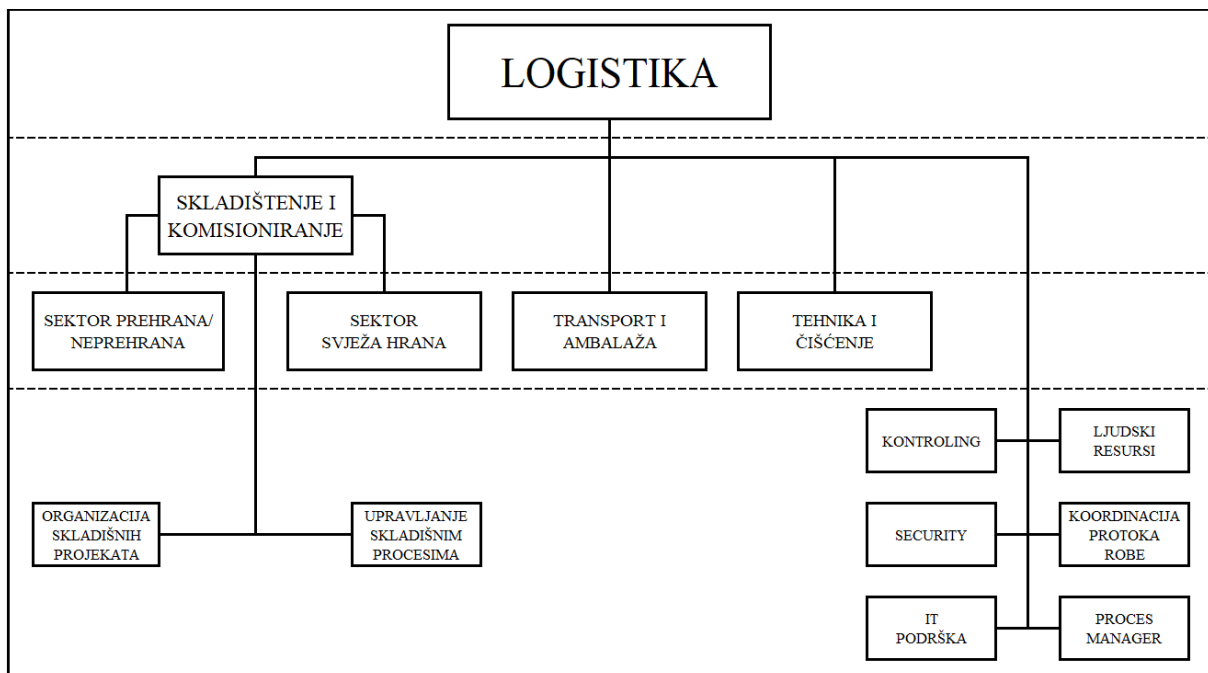 LOGISTIKA
SKLADIŠTENJE I
KOMISIONIRANJE
SEKTOR PREHRANA/
NEPREHRANA
SEKTOR
SVJEŽA HRANA
TRANSPORT I
AMBALAŽA
TEHNIKA I
ČIŠĆENJE
KONTROLING
LJUDSKI
RESURSI
ORGANIZACIJA
SKLADIŠNIH
PROJEKATA
UPRAVLJANJE
SKLADIŠNIM
PROCESIMA
SECURITY
KOORDINACIJA
PROTOKA
ROBE
IT
PODRŠKA
PROCES
MANAGER